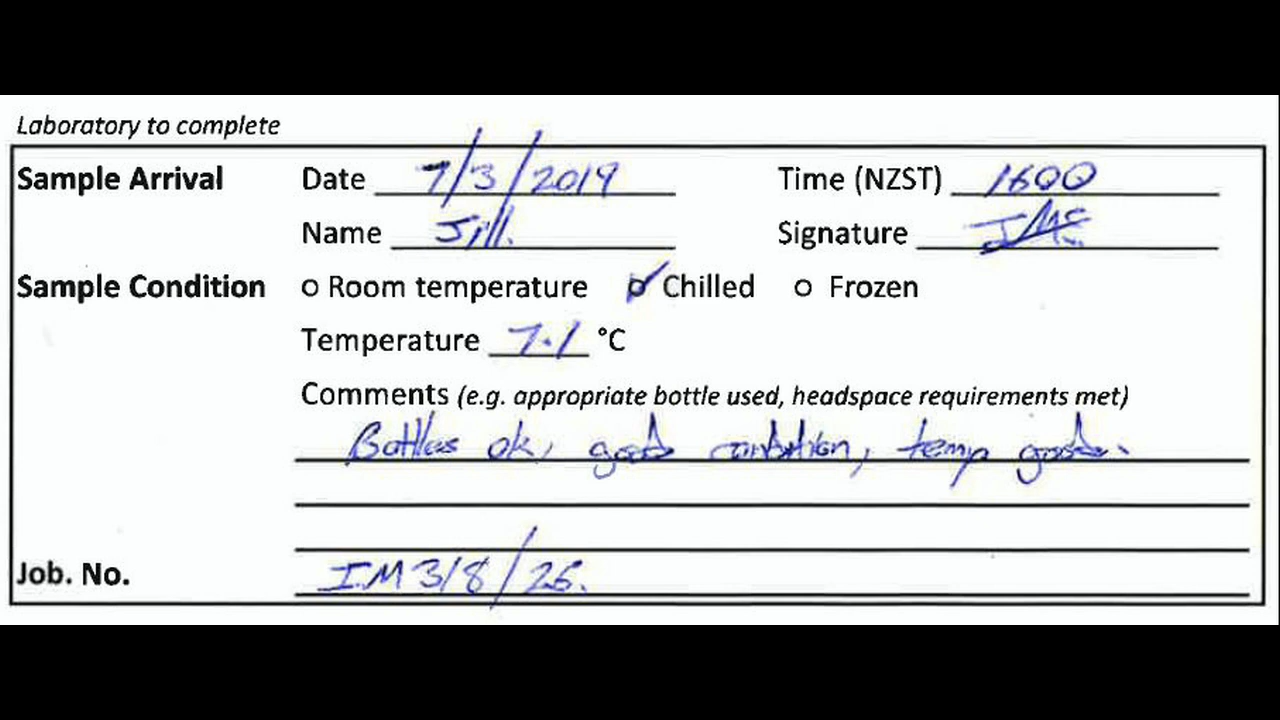 Laboratory to complete
Sample Arrival Date 7/3/2019 Time (NZST) 1600
Name Jill. Signature
Sample Condition o Room temperature o Chilled o Frozen
Temperature 7.1 °C
Comments (e.g. appropriate bottle used, headspace requirements met)
Bottles ok, good condition, temp good.
Job. No. IM 318/26.